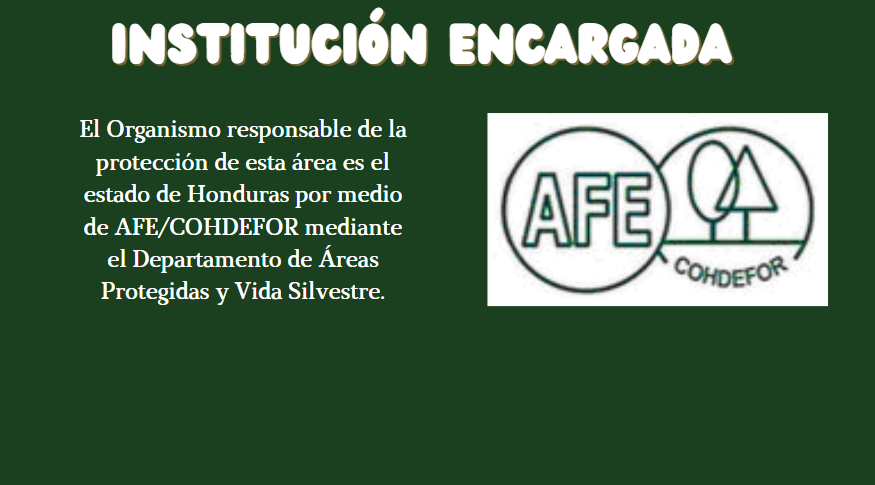 INSTITUCIÓN ENCARGADA
El Organismo responsable de la
protección de esta área es el
estado de Honduras por medio
de AFE/COHDEFOR mediante
el Departamento de Áreas
Protegidas y Vida Silvestre.
AFE
COHDEFOR